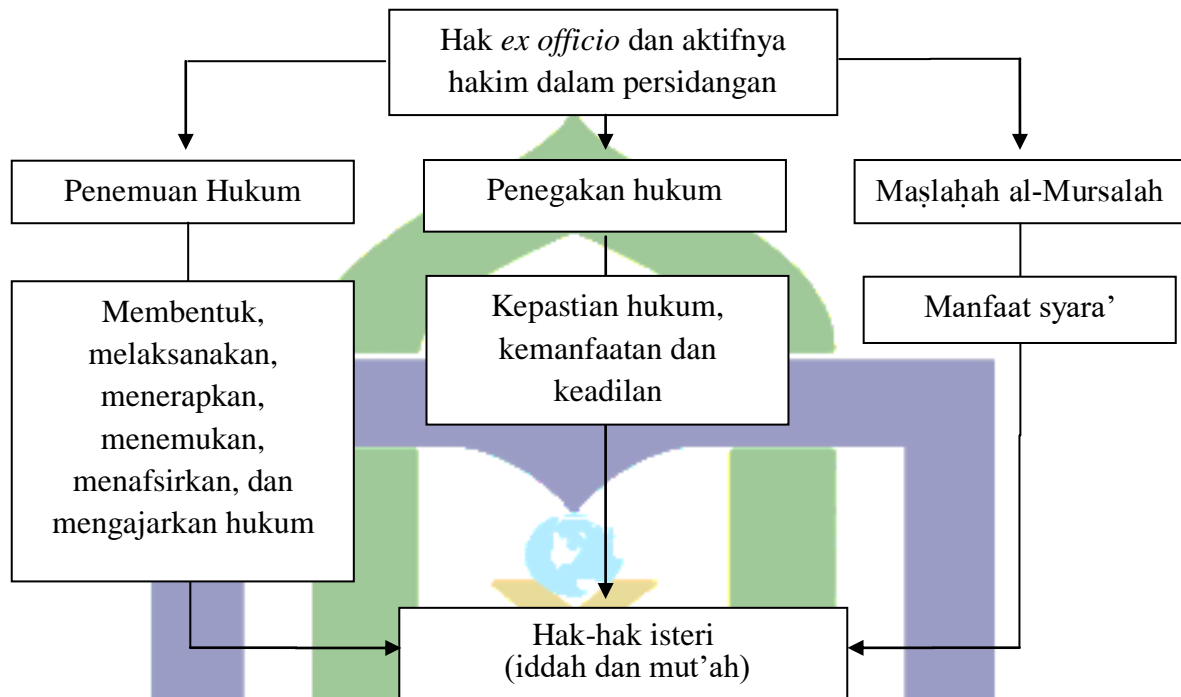 Hak ex officio dan aktifnya
hakim dalam persidangan
Penemuan Hukum
Penegakan hukum
Maṣlaḥah al-Mursalah
Membentuk,
melaksanakan,
menerapkan,
menemukan,
menafsirkan, dan
mengajarkan hukum
Kepastian hukum,
kemanfaatan dan
keadilan
Manfaat syara’
Hak-hak isteri
(iddah dan mut’ah)